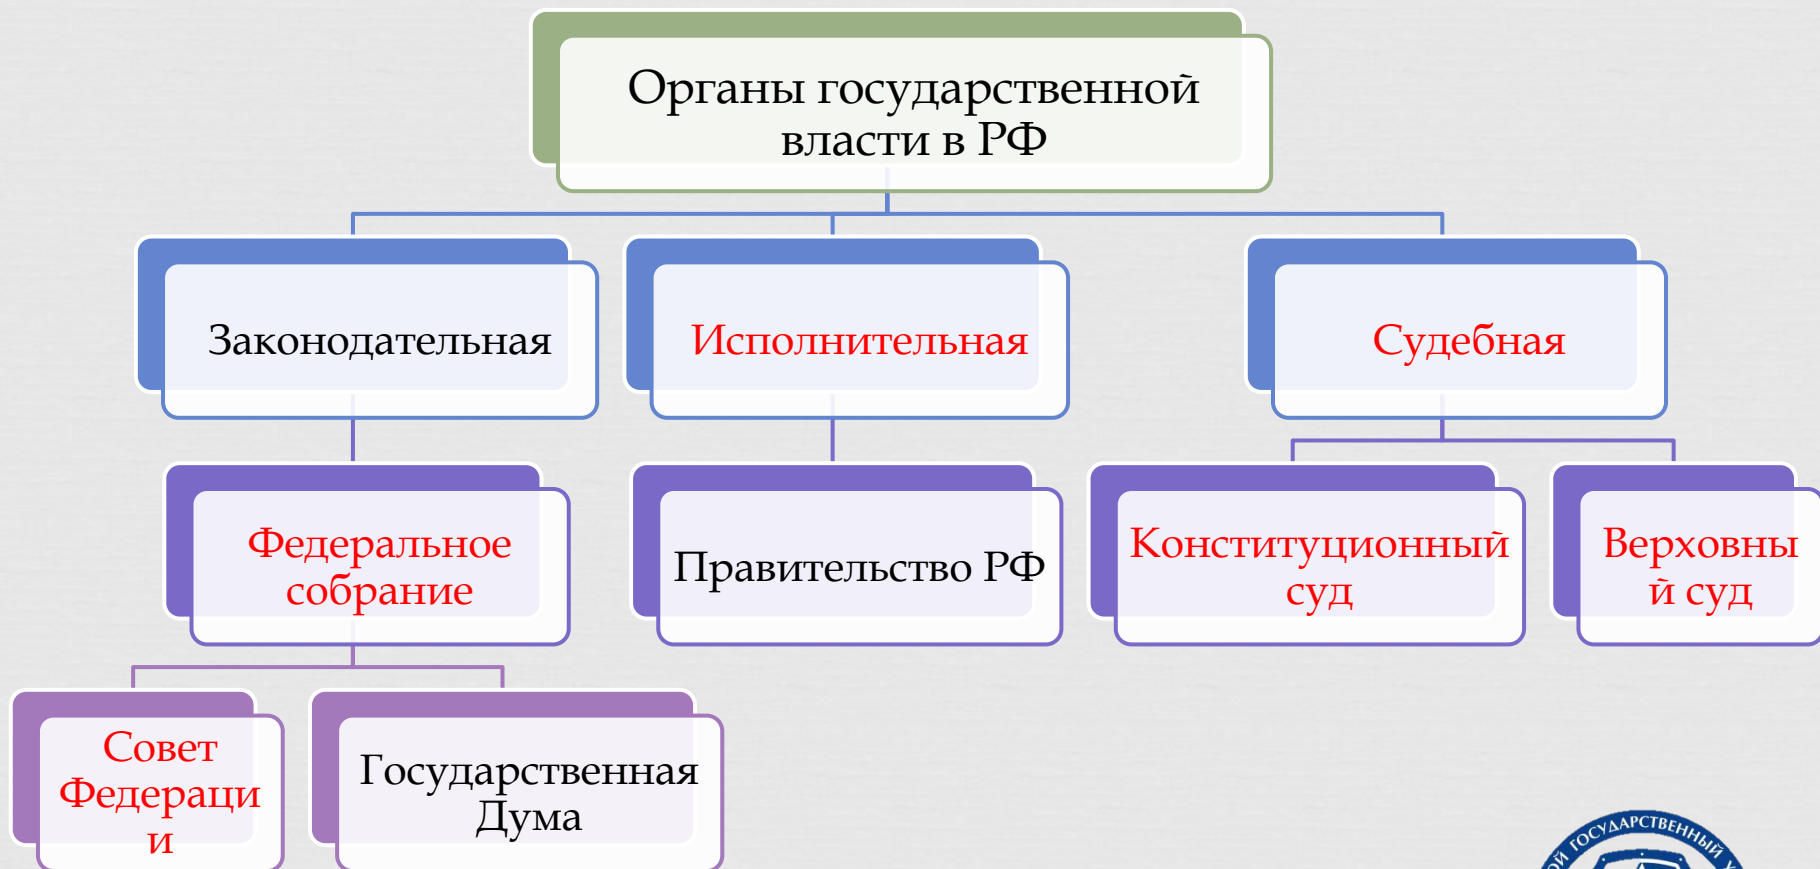 Органы государственной
власти в РФ
Законодательная
Исполнительная
Судебная
Федеральное
собрание
Правительство РФ
Конституционный
суд
Верховны
й суд
Совет
Федераци
и
Государственная
Дума